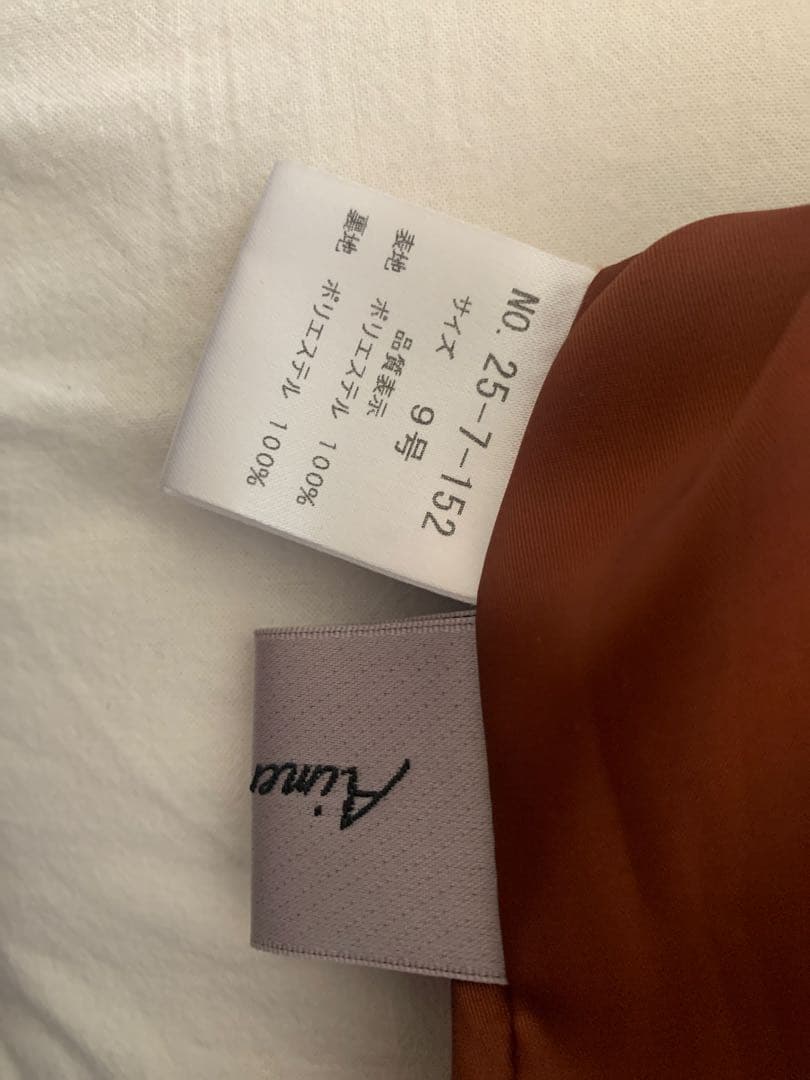 NO. 25-7-152
サイズ 9号
品質表示
表地 ポリエステル 100%
裏地 ポリエステル 100%
Aime